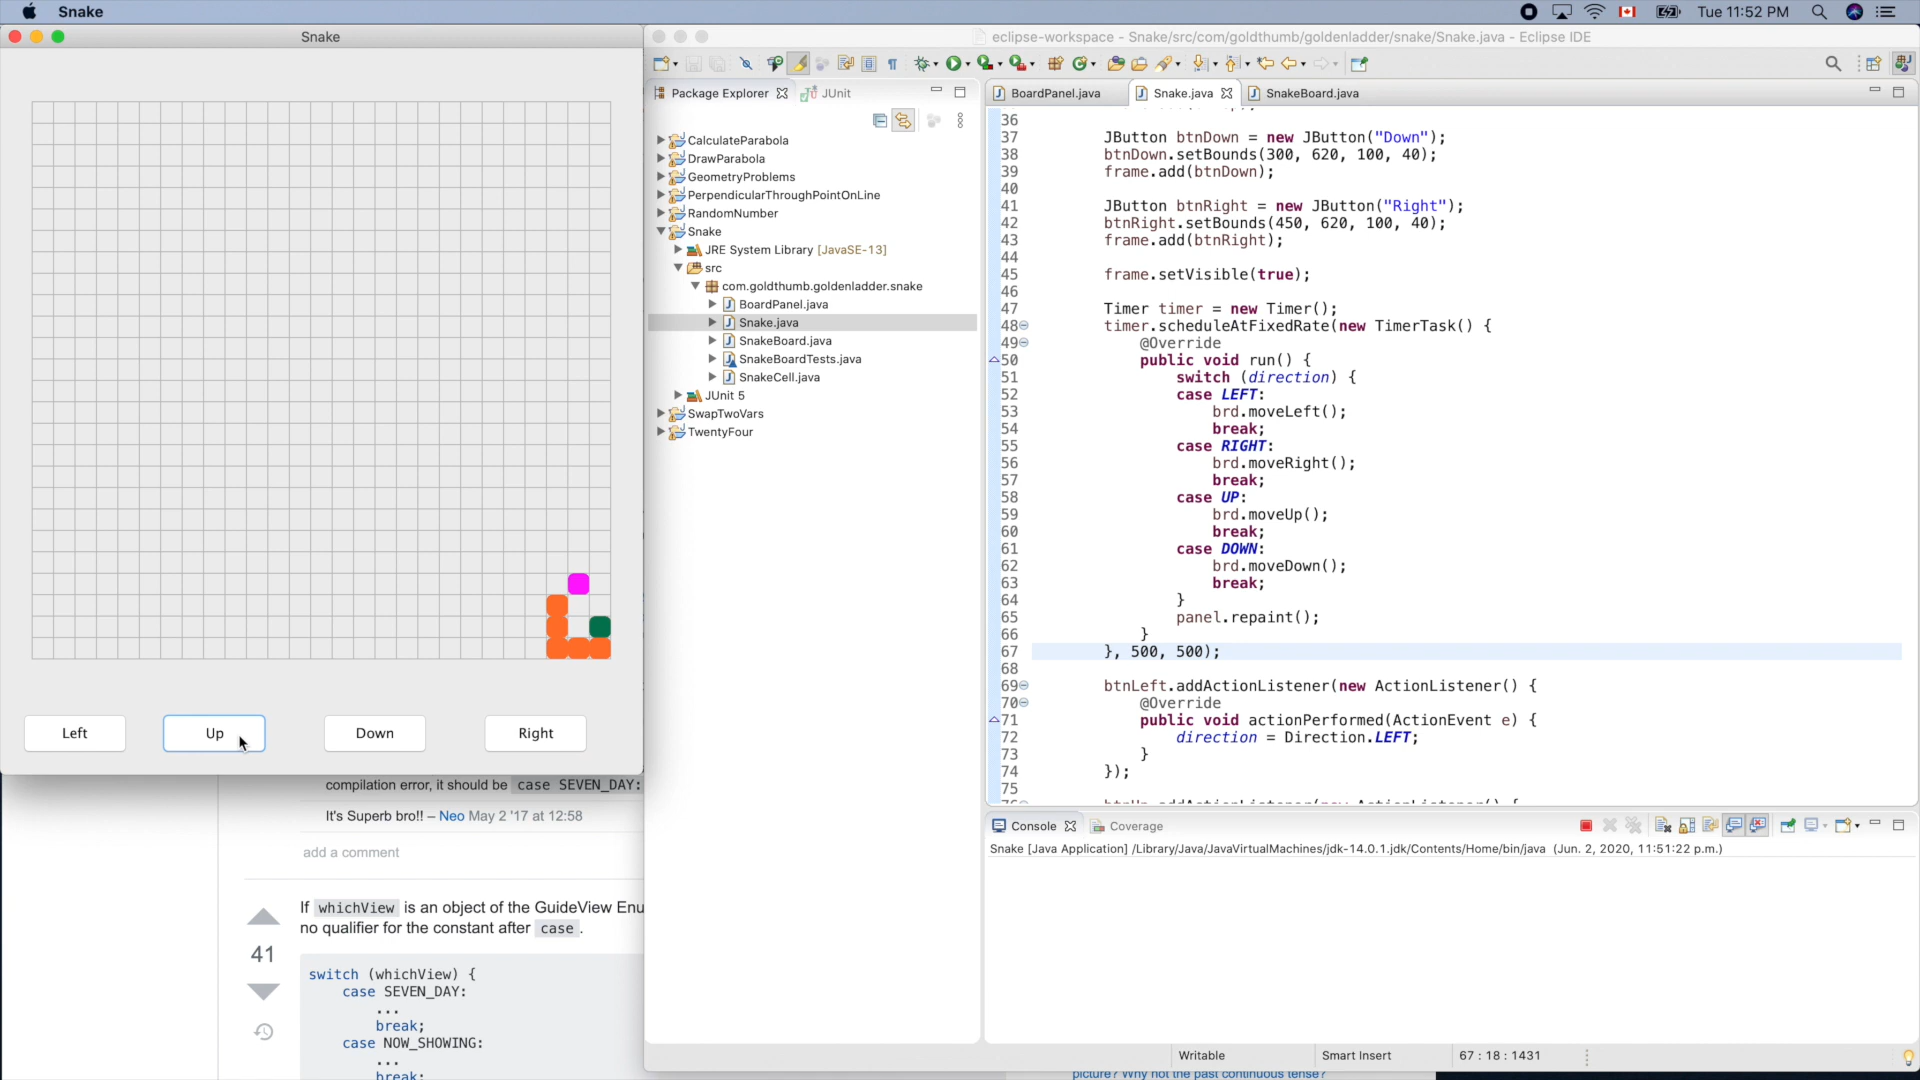 Snake
Tue 11:52 PM
Snake
eclipse-workspace - Snake/src/com/goldthumb/goldenladder/snake/Snake.java - Eclipse IDE
Package Explorer
JUnit
BoardPanel.java
Snake.java
SnakeBoard.java
CalculateParabola
DrawParabola
GeometryProblems
PerpendicularThroughPointOnLine
RandomNumber
Snake
JRE System Library [JavaSE-13]
src
com.goldthumb.goldenladder.snake
BoardPanel.java
Snake.java
SnakeBoard.java
SnakeBoardTests.java
SnakeCell.java
JUnit 5
SwapTwoVars
TwentyFour
36
37 JButton btnDown = new JButton("Down");
38 btnDown.setBounds(300, 620, 100, 40);
39 frame.add(btnDown);
40
41 JButton btnRight = new JButton("Right");
42 btnRight.setBounds(450, 620, 100, 40);
43 frame.add(btnRight);
44
45 frame.setVisible(true);
46
47 Timer timer = new Timer();
48 timer.scheduleAtFixedRate(new TimerTask() {
49 @Override
50 public void run() {
51 switch (direction) {
52 case LEFT:
53 brd.moveLeft();
54 break;
55 case RIGHT:
56 brd.moveRight();
57 break;
58 case UP:
59 brd.moveUp();
60 break;
61 case DOWN:
62 brd.moveDown();
63 break;
64 }
65 panel.repaint();
66 }
67 }, 500, 500);
68
69 btnLeft.addActionListener(new ActionListener() {
70 @Override
71 public void actionPerformed(ActionEvent e) {
72 direction = Direction.LEFT;
73 }
74 });
75
Left
Up
Down
Right
compilation error, it should be case SEVEN_DAY:
It's Superb bro!! – Neo May 2 '17 at 12:58
add a comment
41
If whichView is an object of the GuideView Enu
no qualifier for the constant after case .
switch (whichView) {
case SEVEN_DAY:
...
break;
case NOW_SHOWING:
...
break;
Console
Coverage
Snake [Java Application] /Library/Java/JavaVirtualMachines/jdk-14.0.1.jdk/Contents/Home/bin/java (Jun. 2, 2020, 11:51:22 p.m.)
Writable
Smart Insert
67 : 18 : 1431
picture? Why not the past continuous tense?